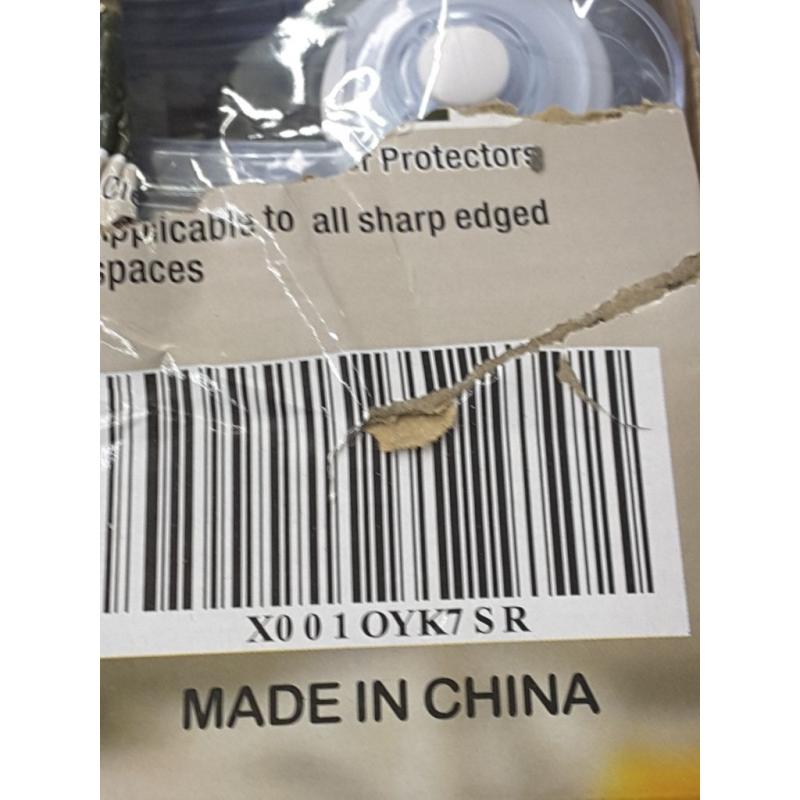 Protectors
Applicable to all sharp edged
spaces
X001OYK7SR
MADE IN CHINA